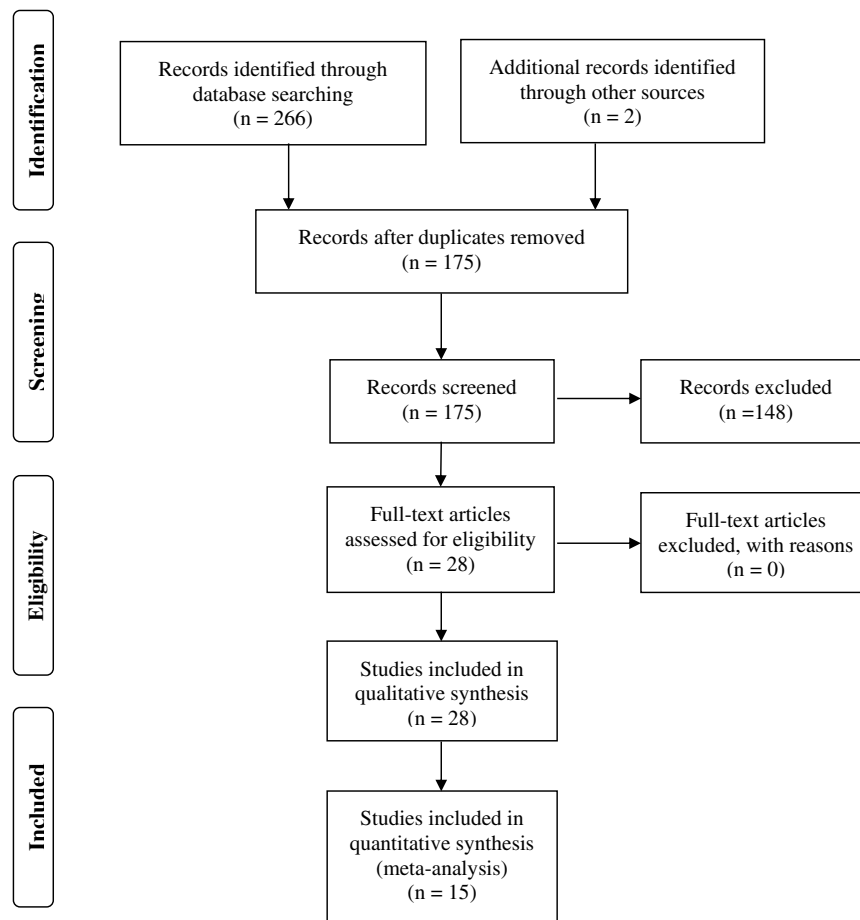 Identification
Records identified through
database searching
(n = 266)
Additional records identified
through other sources
(n = 2)
Records after duplicates removed
(n = 175)
Screening
Records screened
(n = 175)
Records excluded
(n =148)
Eligibility
Full-text articles
assessed for eligibility
(n = 28)
Full-text articles
excluded, with reasons
(n = 0)
Studies included in
qualitative synthesis
(n = 28)
Included
Studies included in
quantitative synthesis
(meta-analysis)
(n = 15)